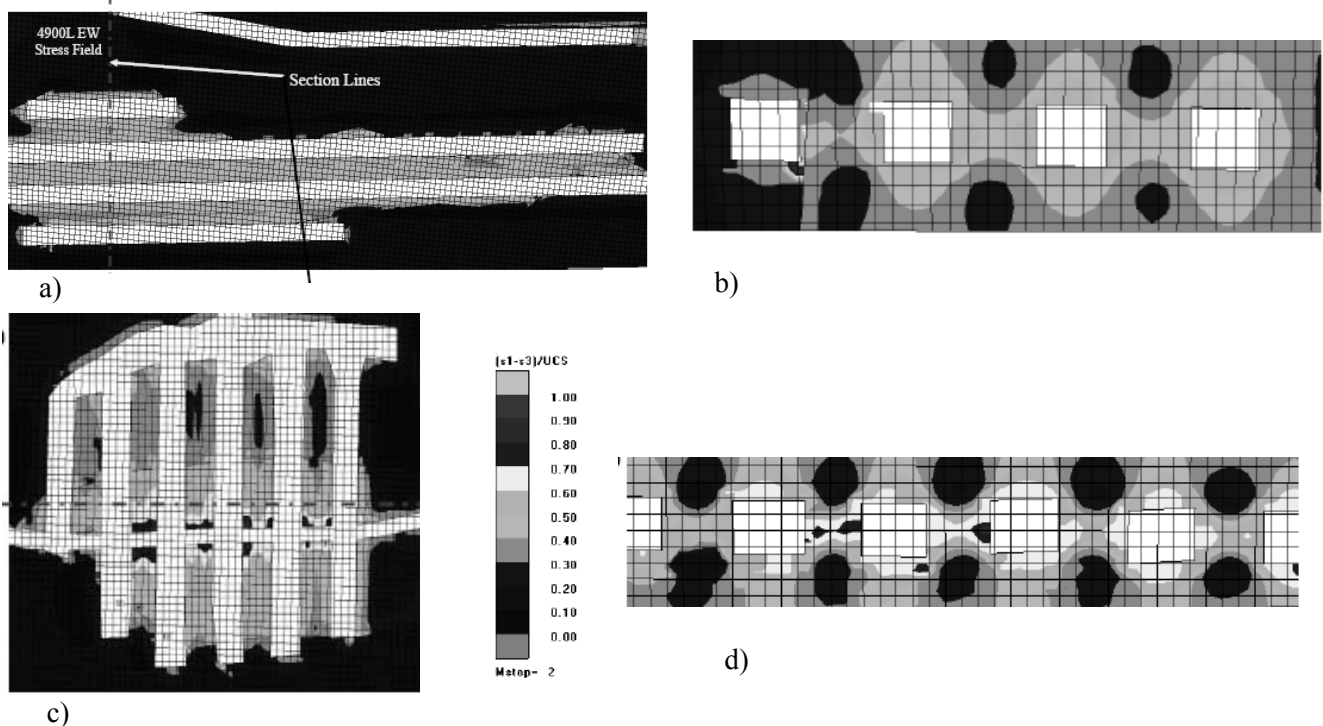 4900L EW
Stress Field
Section Lines
a)
b)
(s1-s3)/UCS
1.00
0.90
0.80
0.70
0.60
0.50
0.40
0.30
0.20
0.10
0.00
Mstep- 2
c)
d)